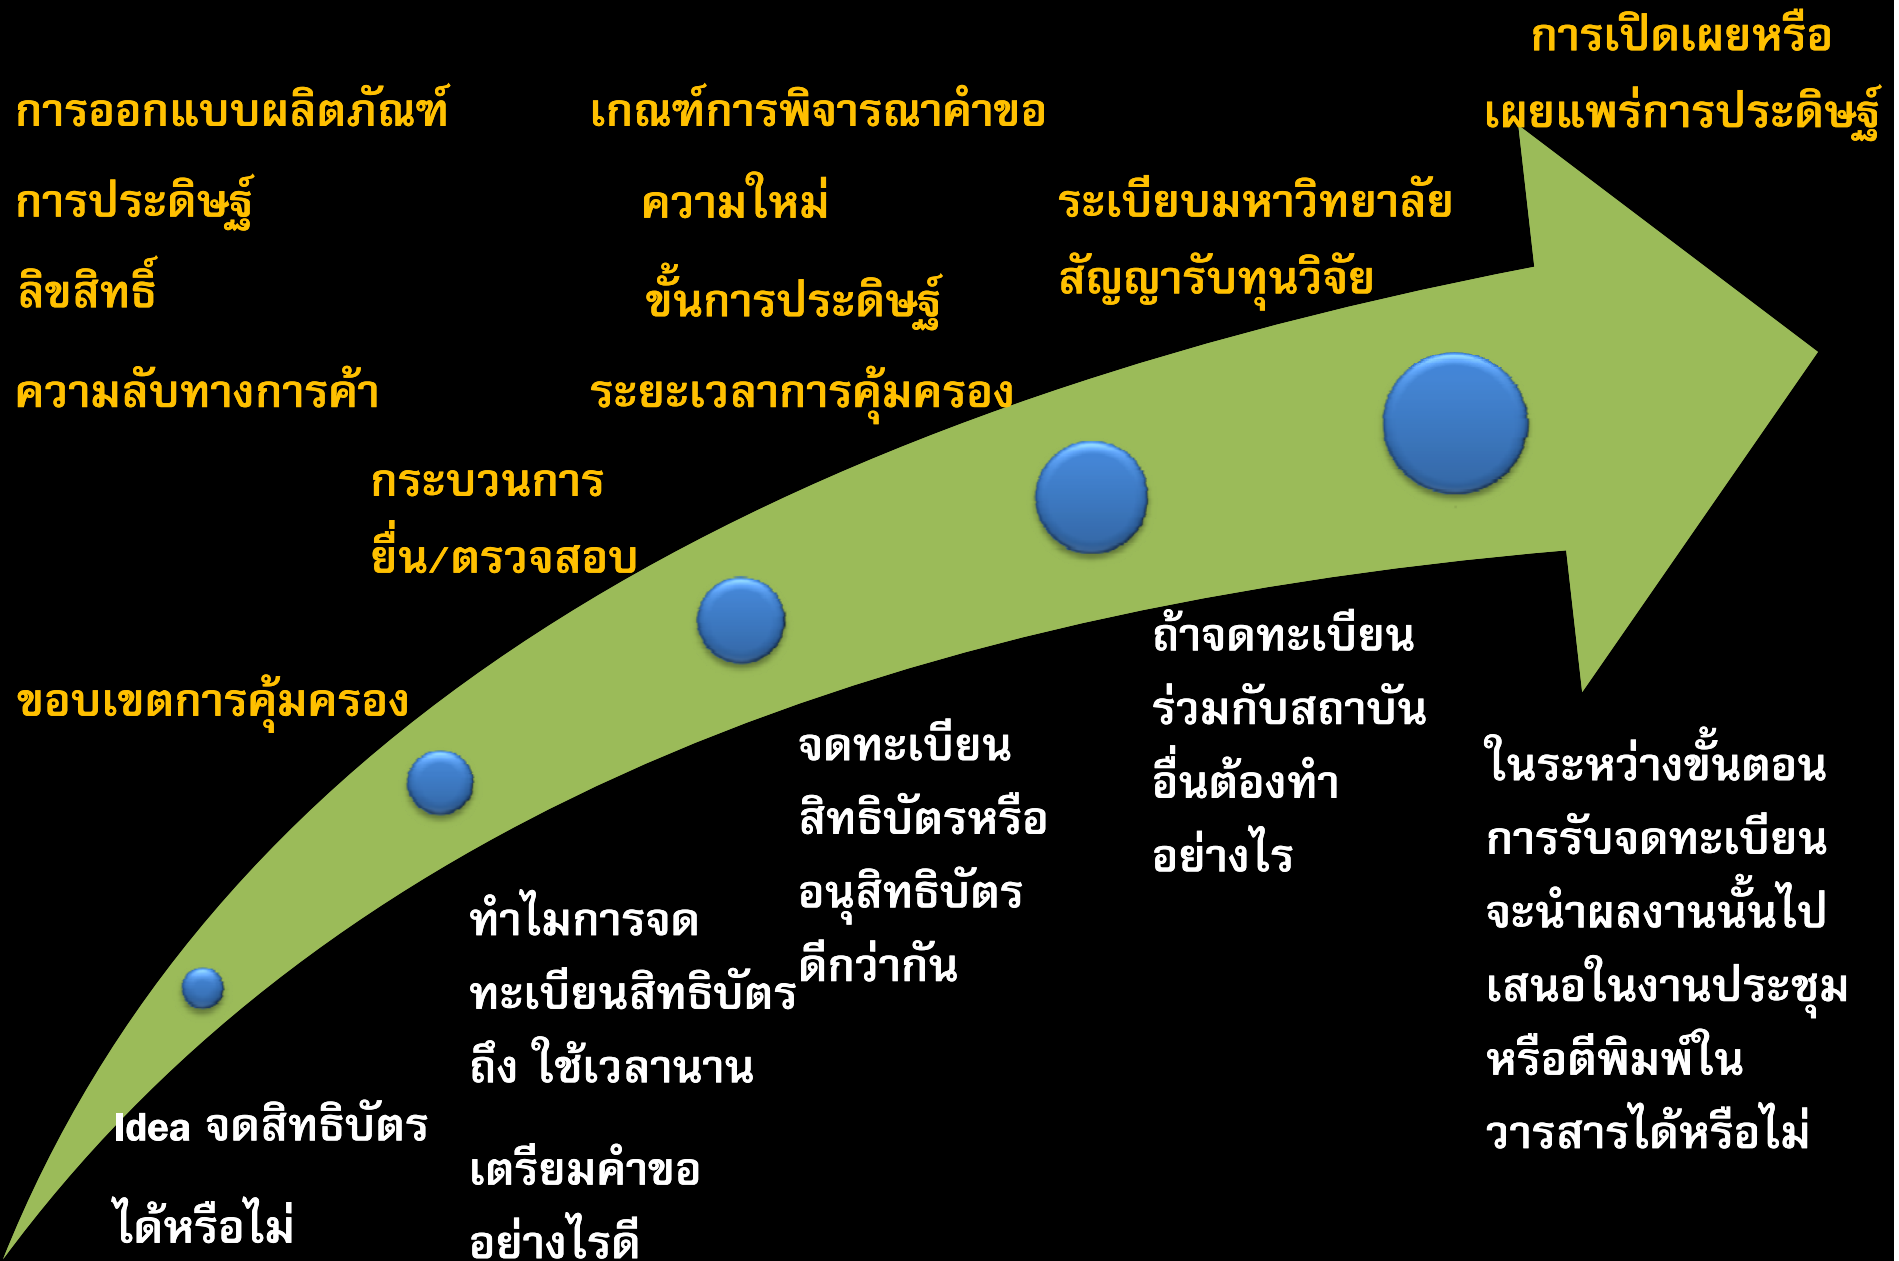 การเปิดเผยหรือ
เผยแพร่การประดิษฐ์
การออกแบบผลิตภัณฑ์
การประดิษฐ์
ลิขสิทธิ์
ความลับทางการค้า
เกณฑ์การพิจารณาคำขอ
ความใหม่
ขั้นการประดิษฐ์
ระยะเวลาการคุ้มครอง
ระเบียบมหาวิทยาลัย
สัญญารับทุนวิจัย
กระบวนการ
ยื่น/ตรวจสอบ
ขอบเขตการคุ้มครอง
Idea จดสิทธิบัตร
ได้หรือไม่
ทำไมการจด
ทะเบียนสิทธิบัตร
ถึง ใช้เวลานาน
เตรียมคำขอ
อย่างไรดี
จดทะเบียน
สิทธิบัตรหรือ
อนุสิทธิบัตร
ดีกว่ากัน
ถ้าจดทะเบียน
ร่วมกับสถาบัน
อื่นต้องทำ
อย่างไร
ในระหว่างขั้นตอน
การรับจดทะเบียน
จะนำผลงานนั้นไป
เสนอในงานประชุม
หรือตีพิมพ์ใน
วารสารได้หรือไม่